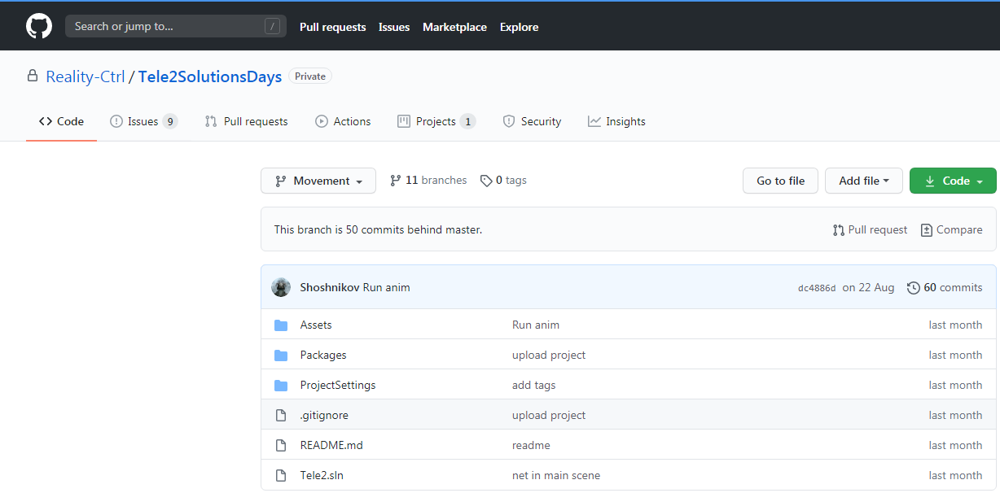 Search or jump to... / Pull requests Issues Marketplace Explore
Reality-Ctrl / Tele2SolutionsDays Private
Code Issues 9 Pull requests Actions Projects 1 Security Insights
Movement 11 branches 0 tags Go to file Add file Code
This branch is 50 commits behind master. Pull request Compare
Shoshnikov Run anim dc4886d on 22 Aug 60 commits
Assets Run anim last month
Packages upload project last month
ProjectSettings add tags last month
.gitignore upload project last month
README.md readme last month
Tele2.sln net in main scene last month